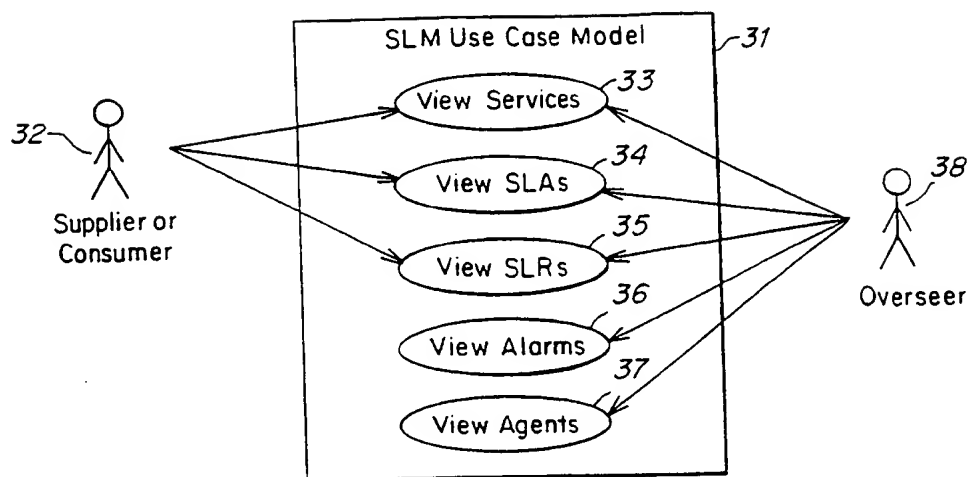 SLM Use Case Model
31
View Services
33
32
View SLAs
34
38
Supplier or
Consumer
View SLRs
35
Overseer
View Alarms
36
View Agents
37